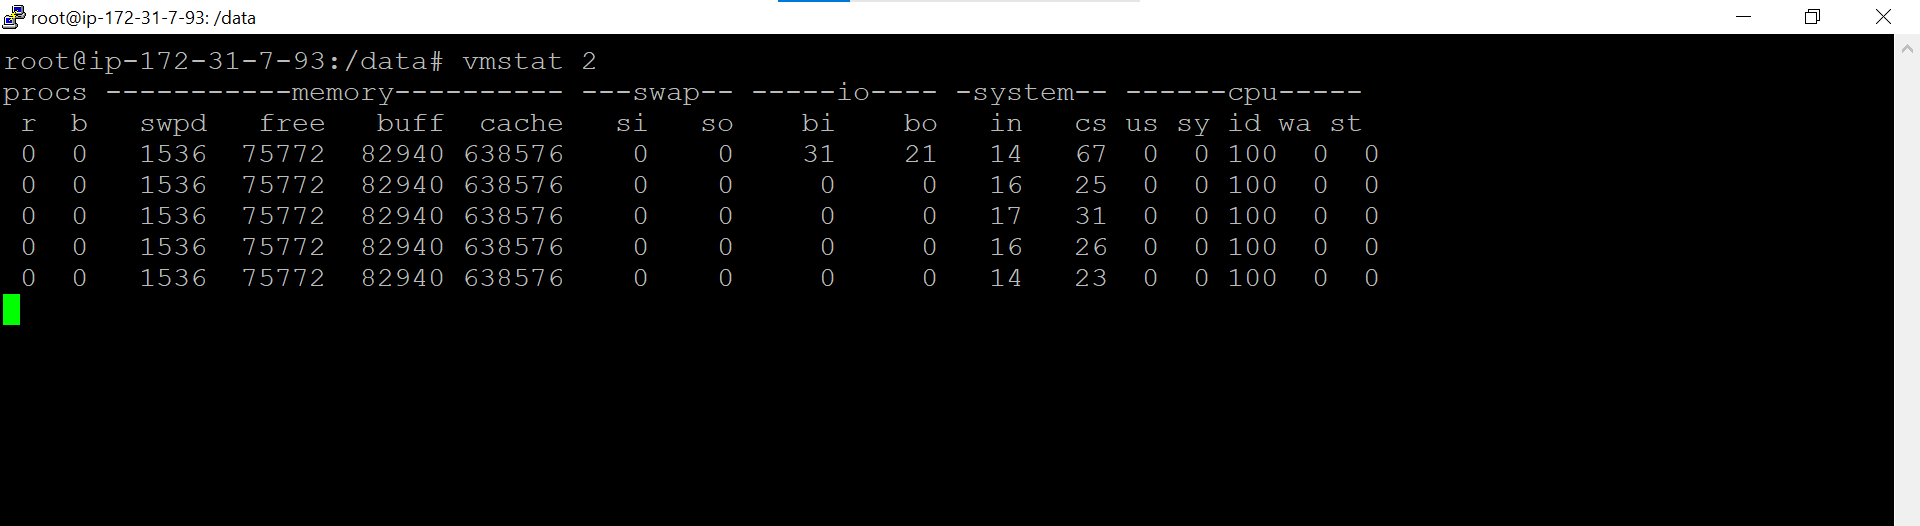 root@ip-172-31-7-93: /data
root@ip-172-31-7-93:/data# vmstat 2
procs -----------memory---------- ---swap-- -----io---- -system-- ------cpu-----
 r  b   swpd   free   buff  cache   si   so    bi    bo   in   cs us sy id wa st
 0  0   1536  75772  82940 638576    0    0    31    21   14   67  0  0 100  0  0
 0  0   1536  75772  82940 638576    0    0     0     0   16   25  0  0 100  0  0
 0  0   1536  75772  82940 638576    0    0     0     0   17   31  0  0 100  0  0
 0  0   1536  75772  82940 638576    0    0     0     0   16   26  0  0 100  0  0
 0  0   1536  75772  82940 638576    0    0     0     0   14   23  0  0 100  0  0